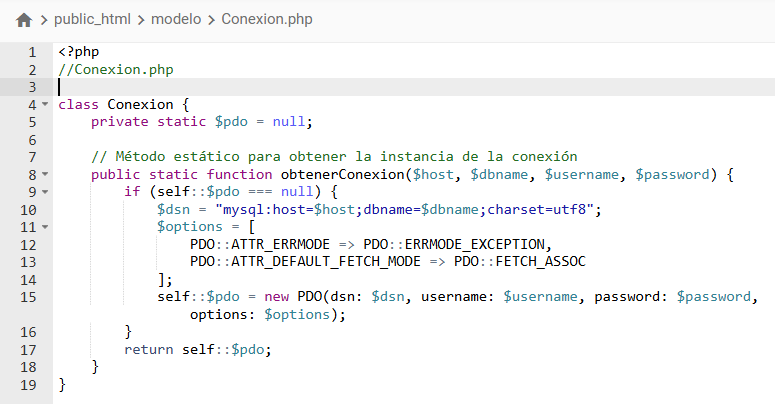 public_html > modelo > Conexion.php
1 <?php
2 //Conexion.php
3
4 class Conexion {
5 private static $pdo = null;
6
7 // Método estático para obtener la instancia de la conexión
8 public static function obtenerConexion($host, $dbname, $username, $password) {
9 if (self::$pdo === null) {
10 $dsn = "mysql:host=$host;dbname=$dbname;charset=utf8";
11 $options = [
12 PDO::ATTR_ERRMODE => PDO::ERRMODE_EXCEPTION,
13 PDO::ATTR_DEFAULT_FETCH_MODE => PDO::FETCH_ASSOC
14 ];
15 self::$pdo = new PDO(dsn: $dsn, username: $username, password: $password,
options: $options);
16 }
17 return self::$pdo;
18 }
19 }